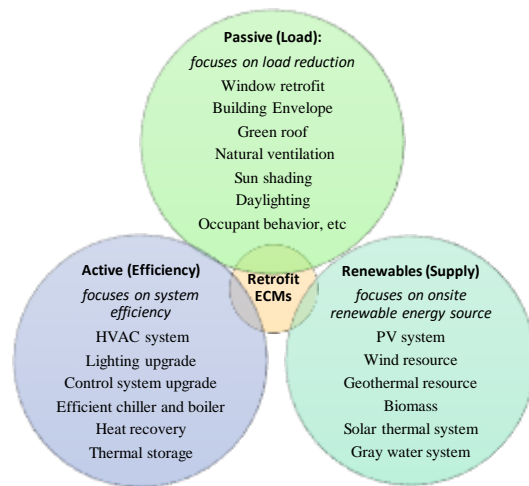 Passive (Load):
focuses on load reduction
Window retrofit
Building Envelope
Green roof
Natural ventilation
Sun shading
Daylighting
Occupant behavior, etc
Retrofit
ECMs
Active (Efficiency)
focuses on system
efficiency
HVAC system
Lighting upgrade
Control system upgrade
Efficient chiller and boiler
Heat recovery
Thermal storage
Renewables (Supply)
focuses on onsite
renewable energy source
PV system
Wind resource
Geothermal resource
Biomass
Solar thermal system
Gray water system